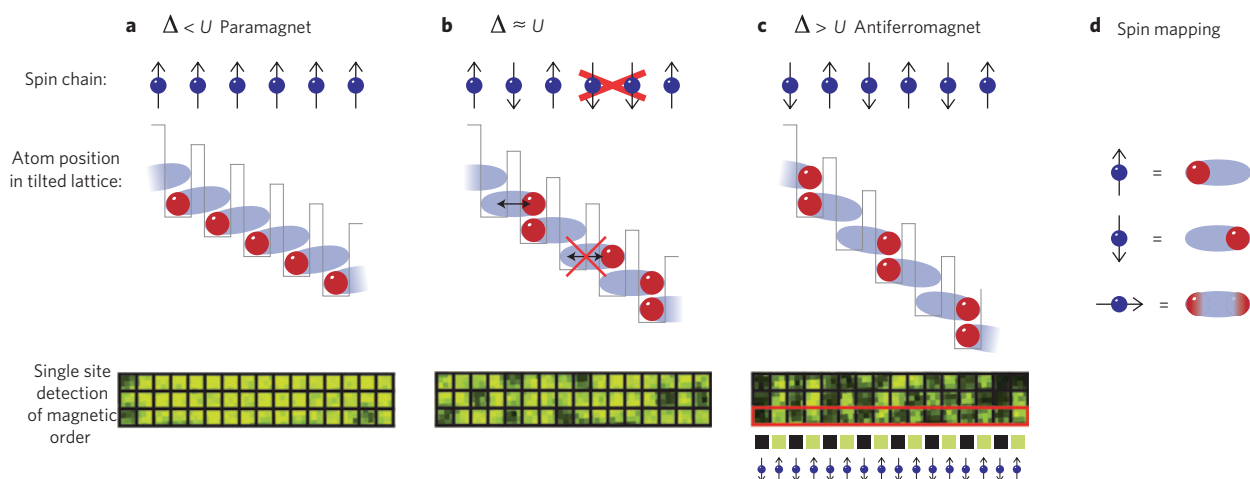 a Δ < U Paramagnet
b Δ ≈ U
c Δ > U Antiferromagnet
d Spin mapping
Spin chain:
Atom position
in tilted lattice:
=
=
=
Single site
detection
of magnetic
order